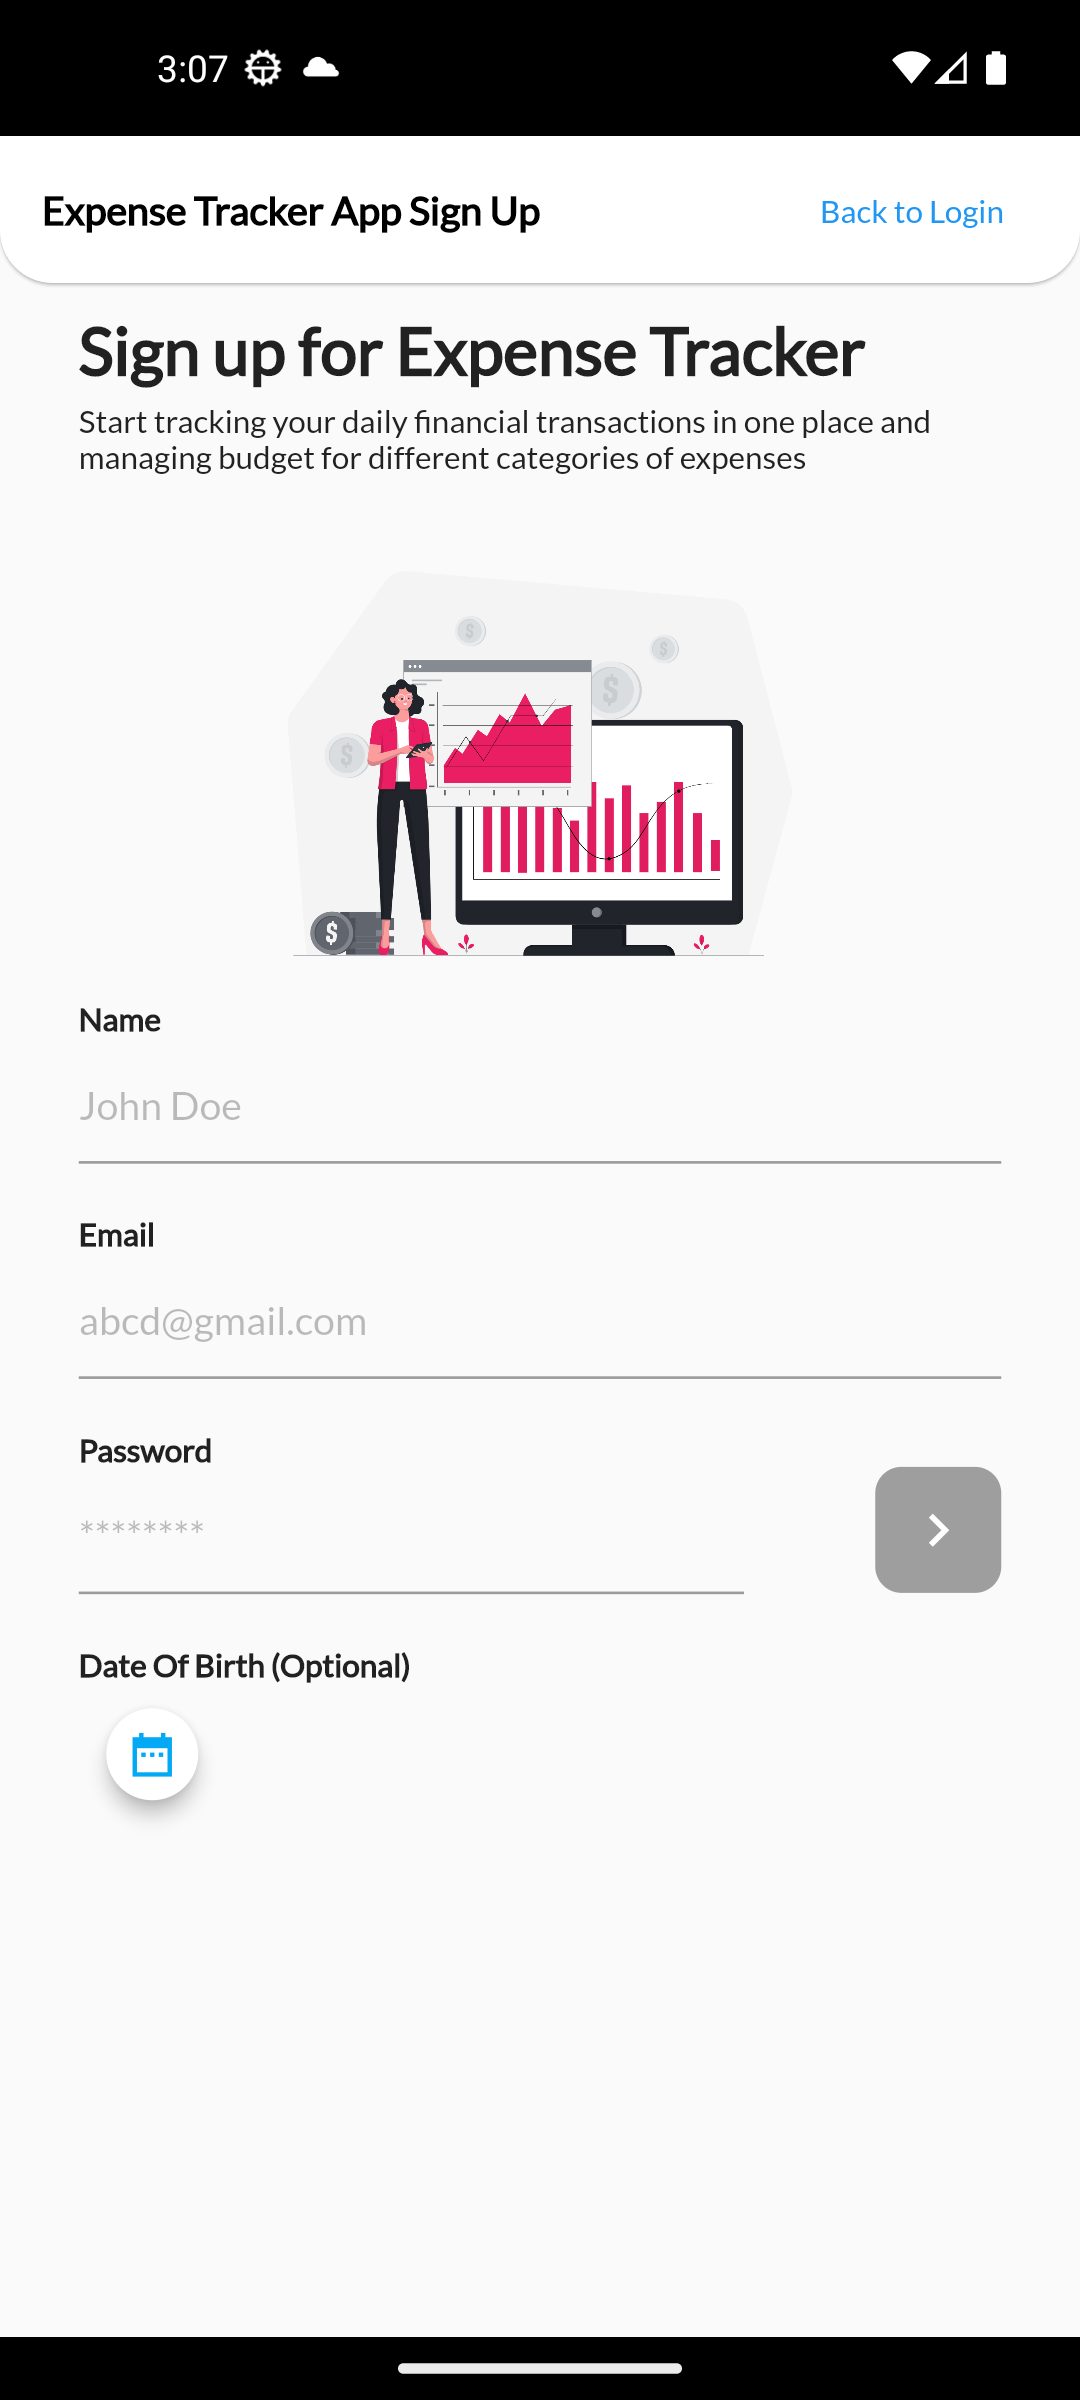 3:07
Expense Tracker App Sign Up
Back to Login
Sign up for Expense Tracker
Start tracking your daily financial transactions in one place and
managing budget for different categories of expenses
$
$
$
$
$
Name
John Doe
Email
abcd@gmail.com
Password
********
Date Of Birth (Optional)